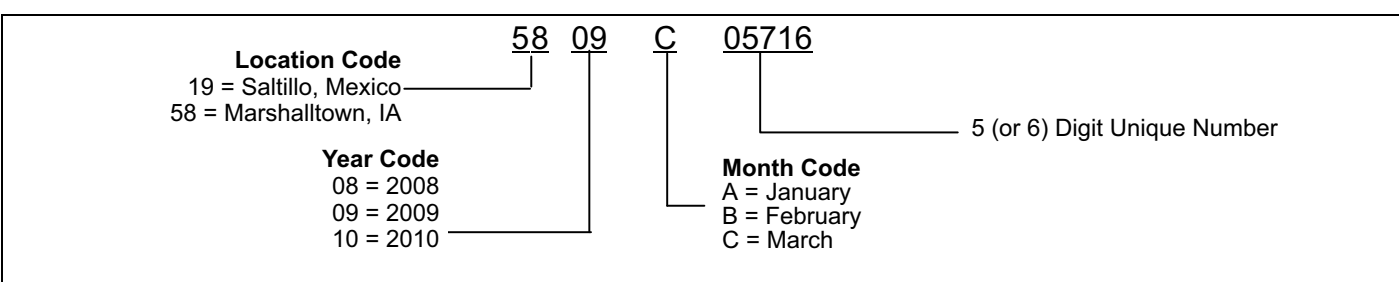 58 09 C 05716
Location Code
19 = Saltillo, Mexico
58 = Marshalltown, IA
5 (or 6) Digit Unique Number
Year Code
08 = 2008
09 = 2009
10 = 2010
Month Code
A = January
B = February
C = March